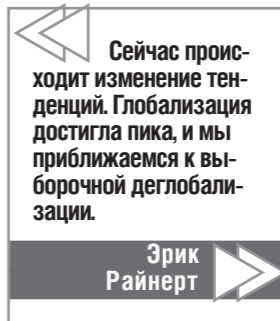 Сейчас проис-
ходит изменение тен-
денций. Глобализация
достигла пика, и мы
приближаемся к вы-
борочной деглобали-
зации.
Эрик
Райнерт